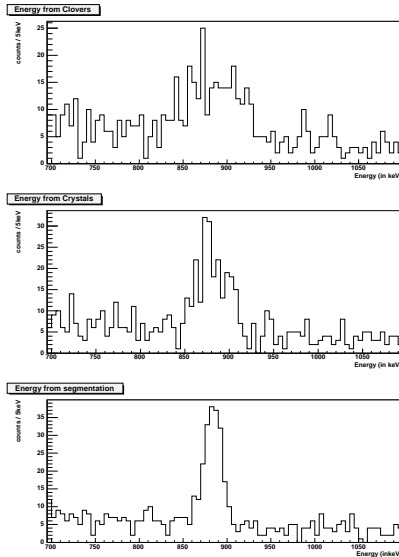 Energy from Clovers
counts / 5keV
25
20
15
10
5
0
700 750 800 850 900 950 1000 1050
Energy (in keV
Energy from Crystals
counts / 5keV
30
25
20
15
10
5
0
700 750 800 850 900 950 1000 1050
Energy (in keV
Energy from segmentation
counts / 5keV
35
30
25
20
15
10
5
0
700 750 800 850 900 950 1000 1050
Energy (inkeV